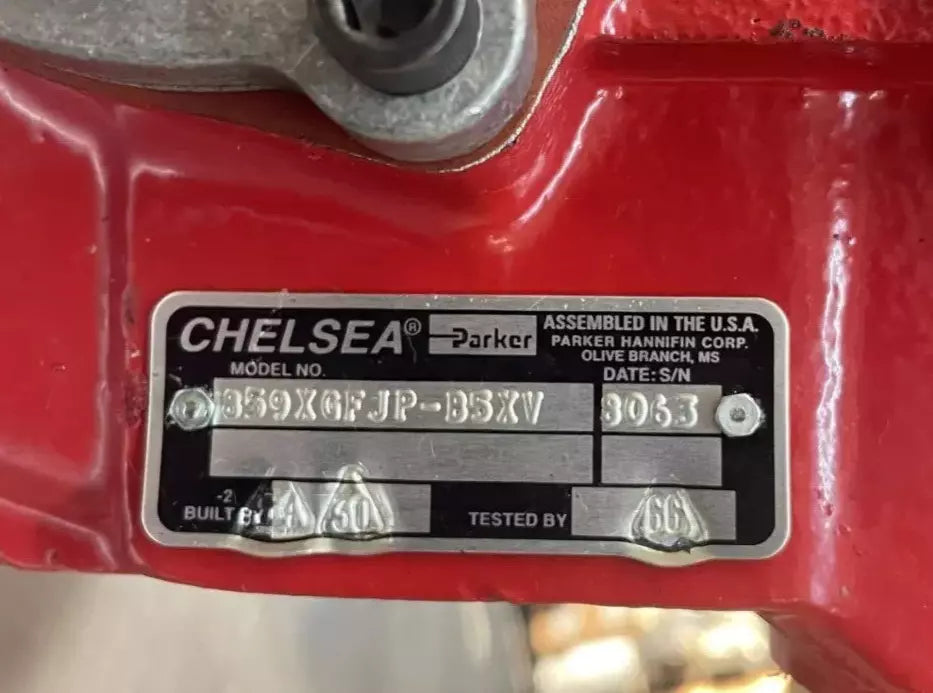 CHELSEA® Parker
ASSEMBLED IN THE U.S.A.
PARKER HANNIFIN CORP.
OLIVE BRANCH, MS
MODEL NO. DATE: S/N
859XGFJP-B5XV 8063
-2
BUILT BY 30 TESTED BY 66